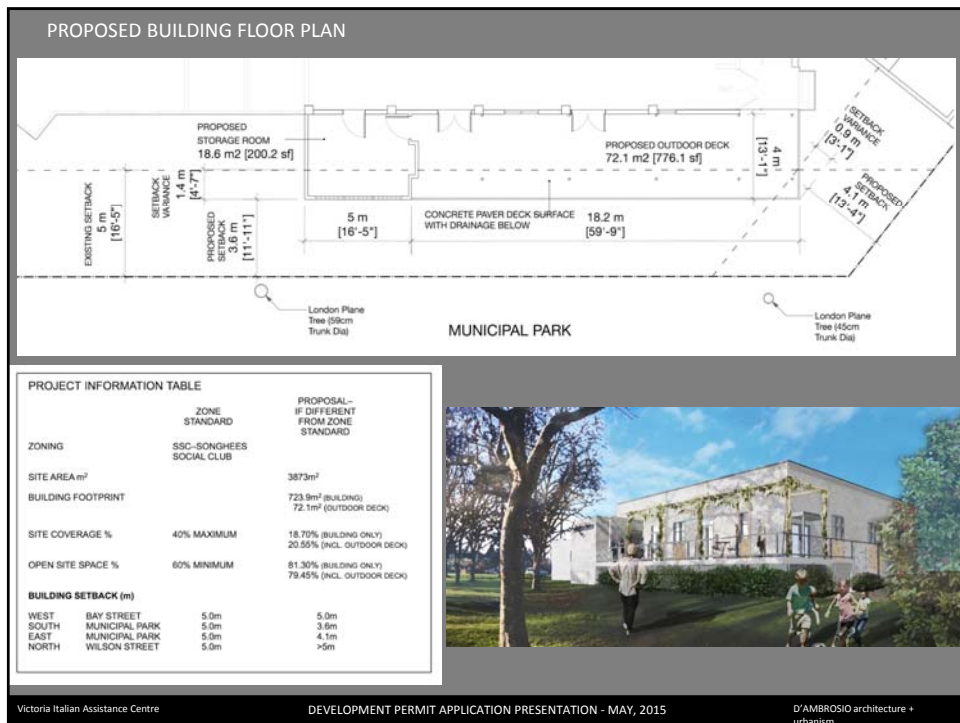 PROPOSED BUILDING FLOOR PLAN
PROPOSED
STORAGE ROOM
18.6 m2 [200.2 sf]
PROPOSED OUTDOOR DECK
72.1 m2 [776.1 sf]
4 m
[13'-1"]
SETBACK
VARIANCE
0.9 m
[3'-1"]
PROPOSED
SETBACK
4.1 m
[13'-4"]
EXISTING SETBACK
5 m
[16'-5"]
SETBACK
VARIANCE
1.4 m
[4'-7"]
PROPOSED
SETBACK
3.6 m
[11'-11"]
5 m
[16'-5"]
CONCRETE PAVER DECK SURFACE
WITH DRAINAGE BELOW
18.2 m
[59'-9"]
London Plane
Tree (59cm
Trunk Dia)
MUNICIPAL PARK
London Plane
Tree (45cm
Trunk Dia)
PROJECT INFORMATION TABLE
ZONE
STANDARD
PROPOSAL–
IF DIFFERENT
FROM ZONE
STANDARD
ZONING SSC–SONGHEES
SOCIAL CLUB
SITE AREA m² 3873m²
BUILDING FOOTPRINT 723.9m² (BUILDING)
72.1m² (OUTDOOR DECK)
SITE COVERAGE % 40% MAXIMUM 18.70% (BUILDING ONLY)
20.55% (INCL. OUTDOOR DECK)
OPEN SITE SPACE % 60% MINIMUM 81.30% (BUILDING ONLY)
79.45% (INCL. OUTDOOR DECK)
BUILDING SETBACK (m)
WEST BAY STREET 5.0m 5.0m
SOUTH MUNICIPAL PARK 5.0m 3.6m
EAST MUNICIPAL PARK 5.0m 4.1m
NORTH WILSON STREET 5.0m >5m
Victoria Italian Assistance Centre
DEVELOPMENT PERMIT APPLICATION PRESENTATION - MAY, 2015
D'AMBROSIO architecture +
urbanism